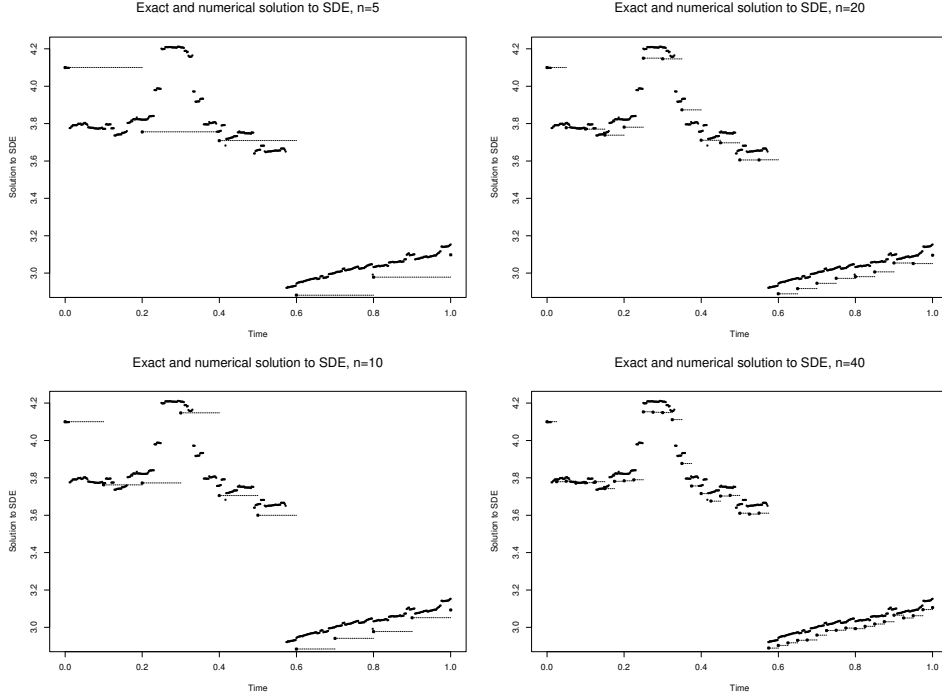 Exact and numerical solution to SDE, n=5
Solution to SDE
4.2
4.0
3.8
3.6
3.4
3.2
3.0
0.0 0.2 0.4 0.6 0.8 1.0
Time
Exact and numerical solution to SDE, n=20
Solution to SDE
4.2
4.0
3.8
3.6
3.4
3.2
3.0
0.0 0.2 0.4 0.6 0.8 1.0
Time
Exact and numerical solution to SDE, n=10
Solution to SDE
4.2
4.0
3.8
3.6
3.4
3.2
3.0
0.0 0.2 0.4 0.6 0.8 1.0
Time
Exact and numerical solution to SDE, n=40
Solution to SDE
4.2
4.0
3.8
3.6
3.4
3.2
3.0
0.0 0.2 0.4 0.6 0.8 1.0
Time